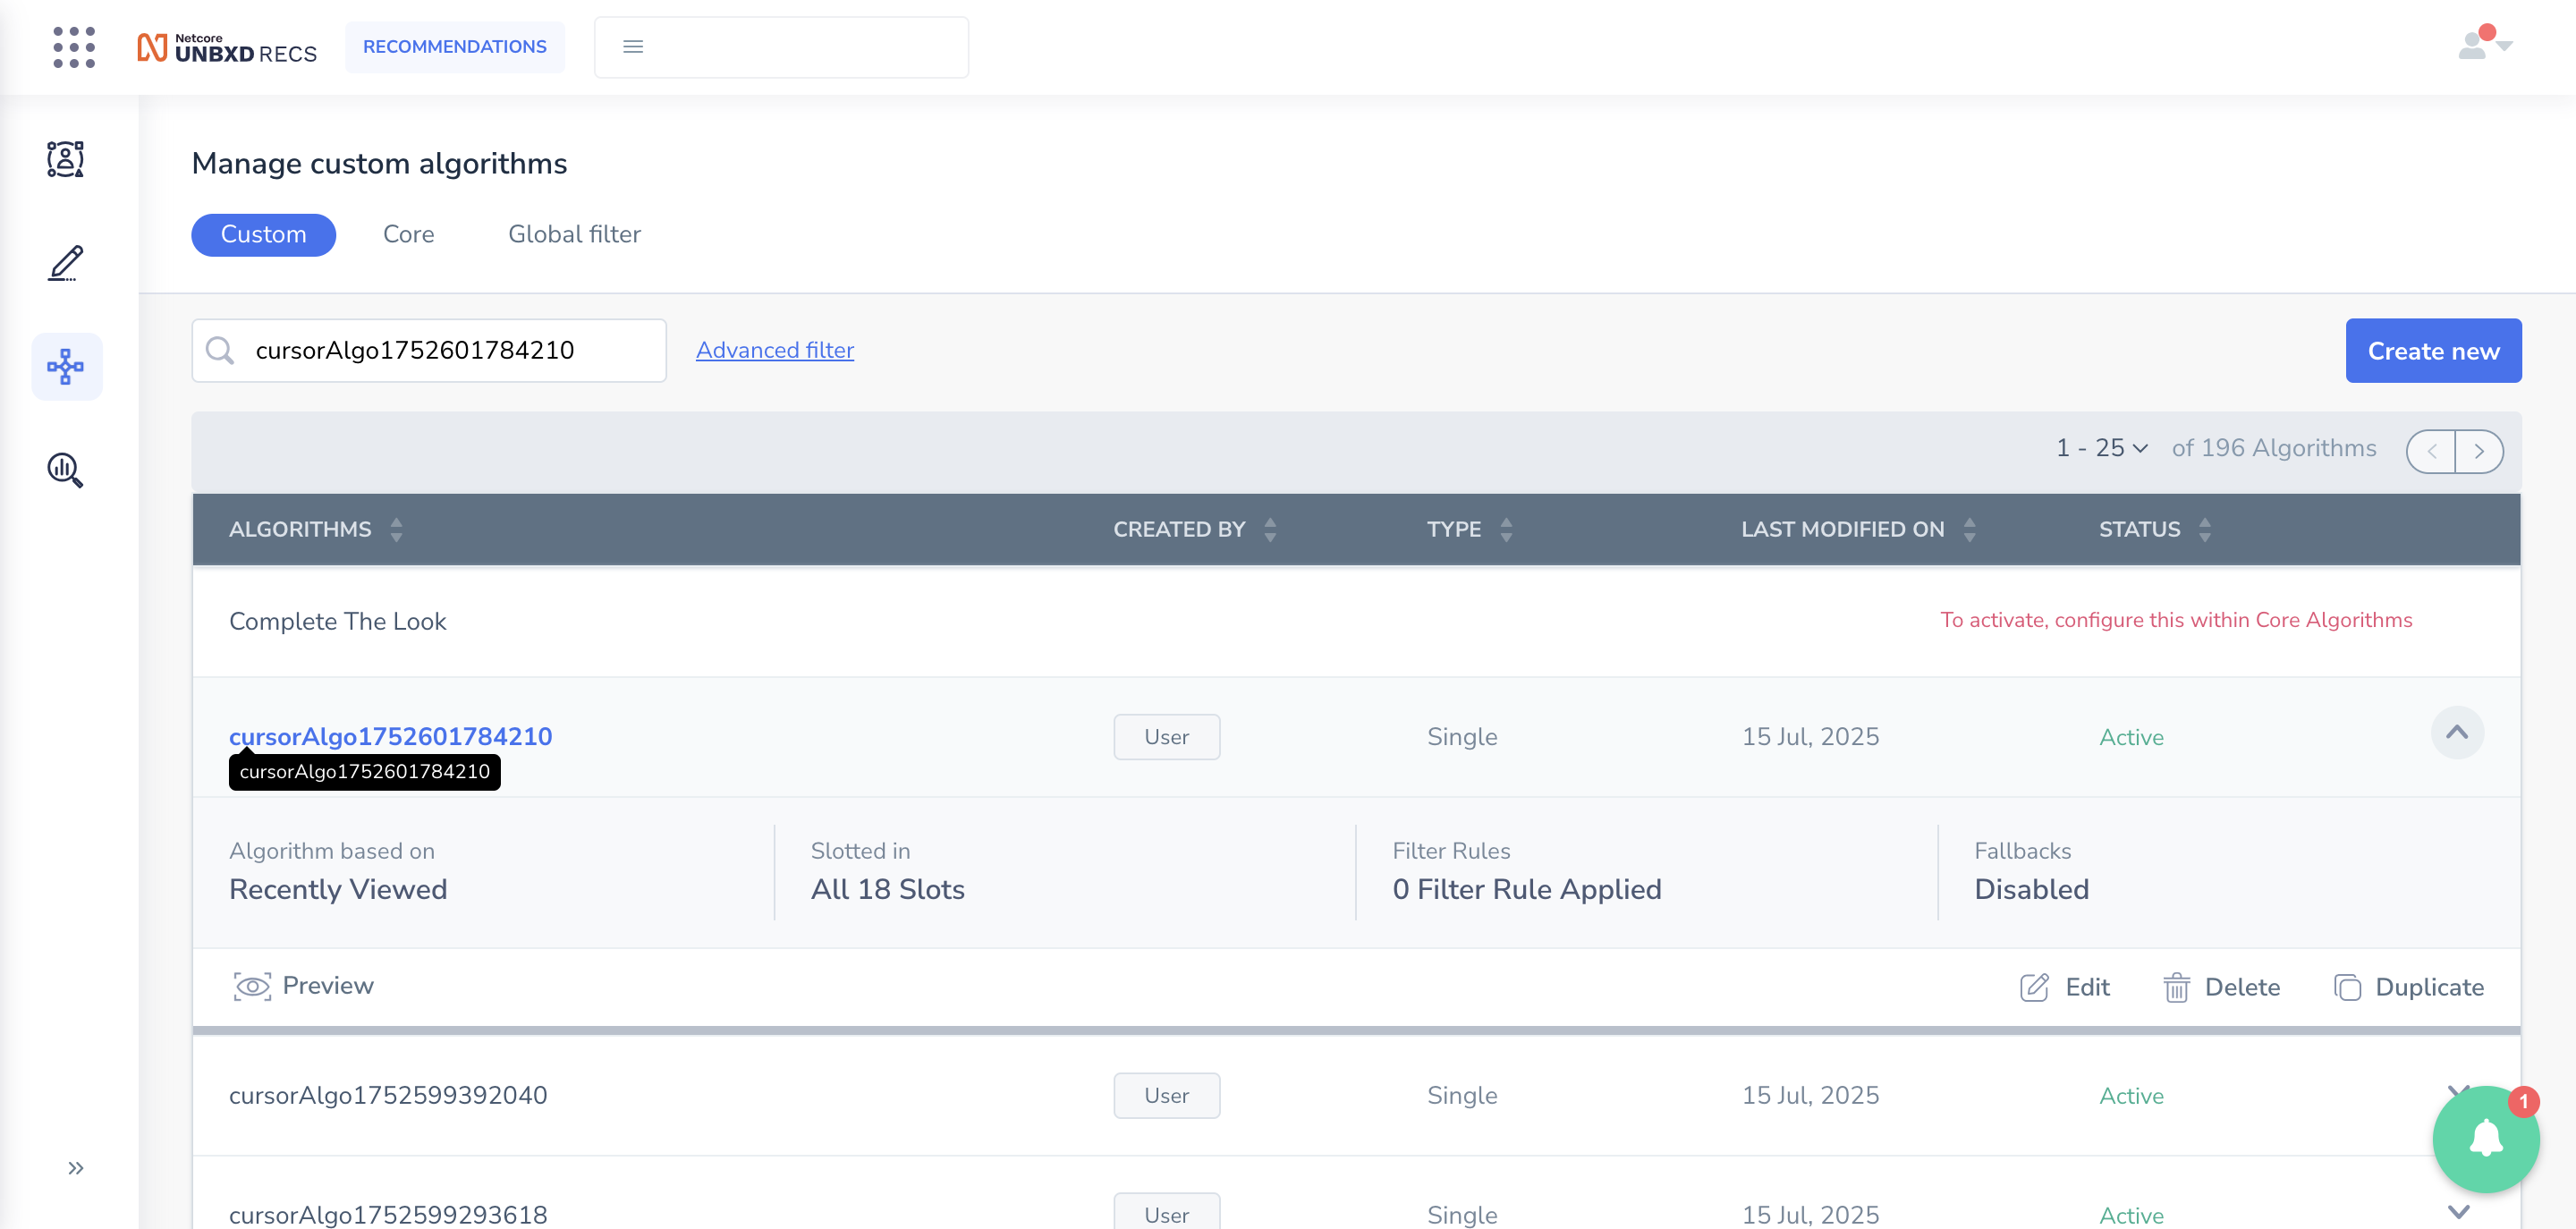 Netcore
UNBXD RECS
RECOMMENDATIONS
Manage custom algorithms
Custom Core Global filter
cursorAlgo1752601784210 Advanced filter Create new
1 - 25 of 196 Algorithms
ALGORITHMS CREATED BY TYPE LAST MODIFIED ON STATUS
Complete The Look To activate, configure this within Core Algorithms
cursorAlgo1752601784210 User Single 15 Jul, 2025 Active
cursorAlgo1752601784210
Algorithm based on Slotted in Filter Rules Fallbacks
Recently Viewed All 18 Slots 0 Filter Rule Applied Disabled
Preview Edit Delete Duplicate
cursorAlgo1752599392040 User Single 15 Jul, 2025 Active
1
cursorAlgo1752599293618 User Single 15 Jul, 2025 Active